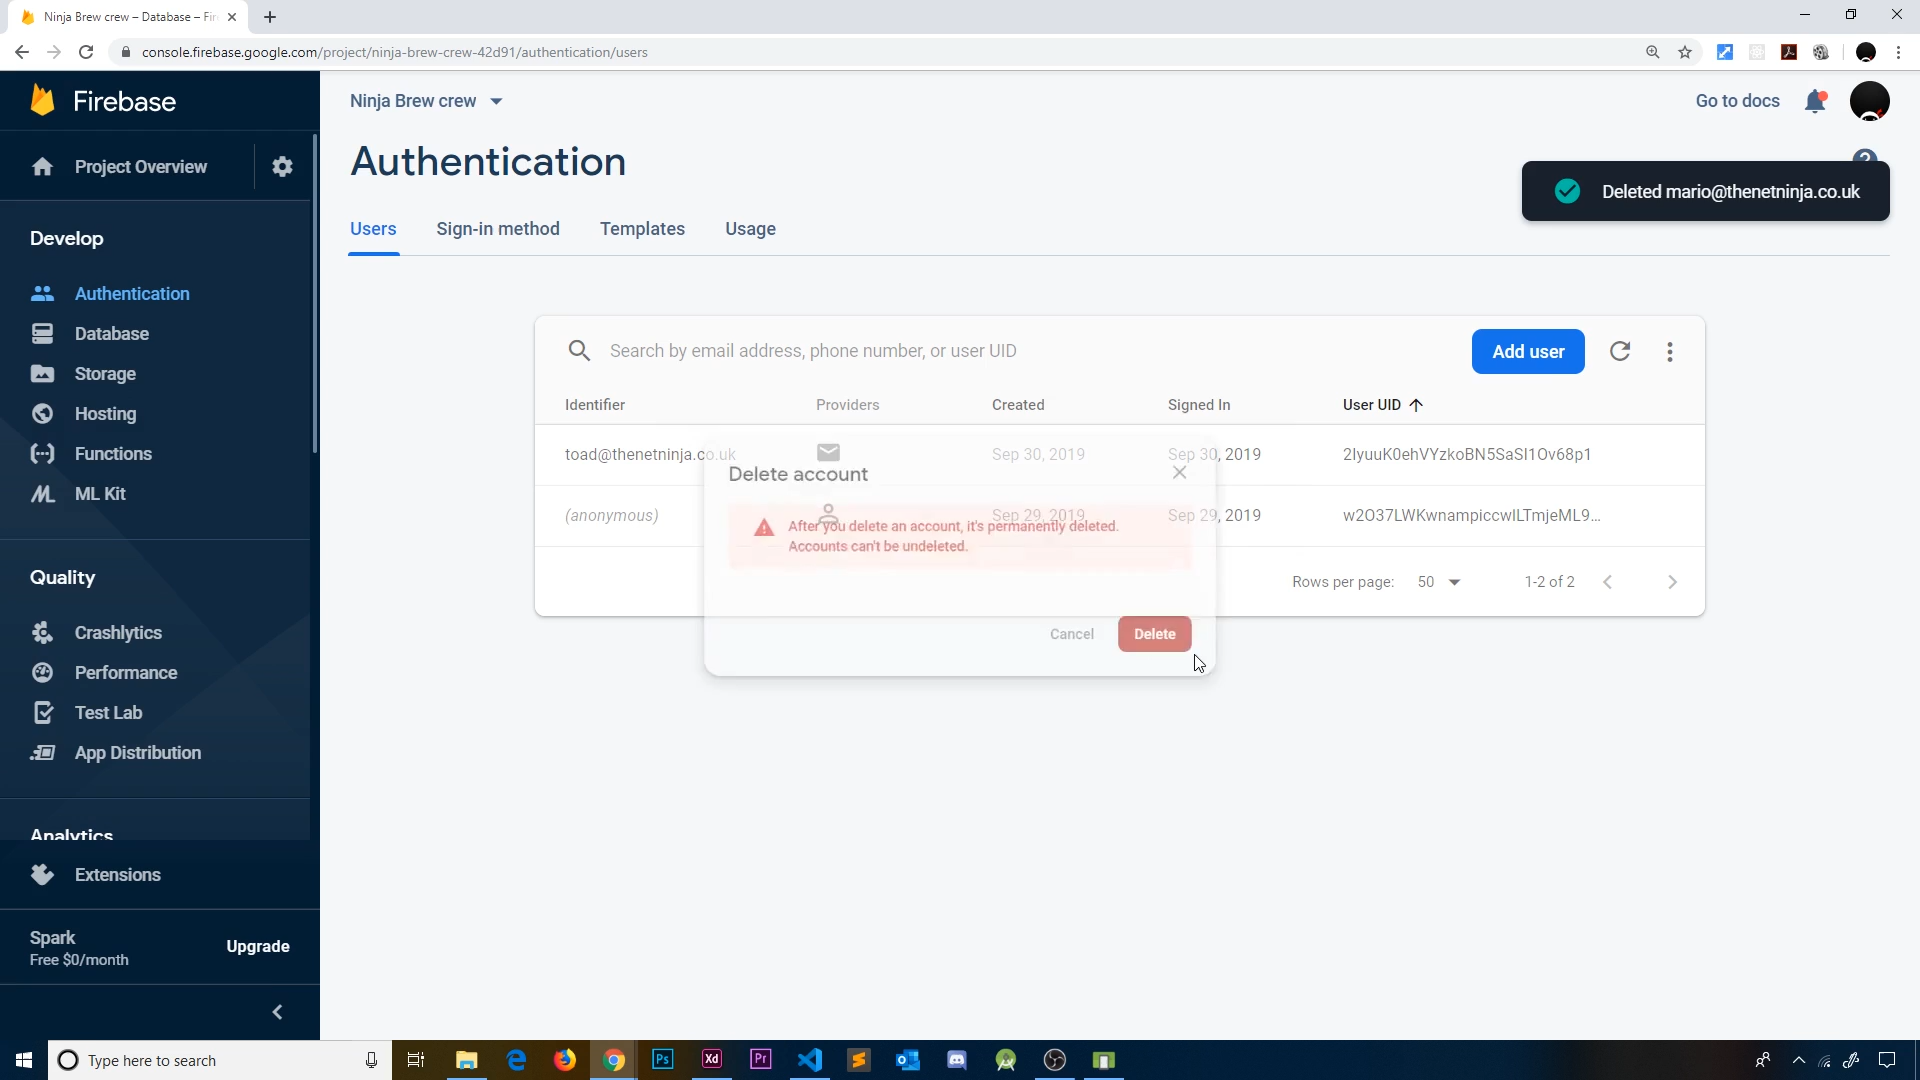 Ninja Brew crew – Database – Fir
console.firebase.google.com/project/ninja-brew-crew-42d91/authentication/users
Firebase
Ninja Brew crew
Go to docs
Project Overview
Authentication
?
Deleted mario@thenetninja.co.uk
Users
Sign-in method
Templates
Usage
Develop
Authentication
Database
Storage
Hosting
Functions
ML Kit
Search by email address, phone number, or user UID
Add user
Identifier
Providers
Created
Signed In
User UID
toad@thenetninja.co.uk
Sep 30, 2019
Sep 30, 2019
2IyuuK0ehVYzkoBN5SaSI1Ov68p1
(anonymous)
Sep 29, 2019
Sep 29, 2019
w2O37LWKwnampiccwILTmjeML9...
Rows per page:
50
1-2 of 2
Delete account
After you delete an account, it's permanently deleted.
Accounts can't be undeleted.
Cancel
Delete
Quality
Crashlytics
Performance
Test Lab
App Distribution
Analytics
Extensions
Spark
Free $0/month
Upgrade
Type here to search
Ps
Xd
Pr